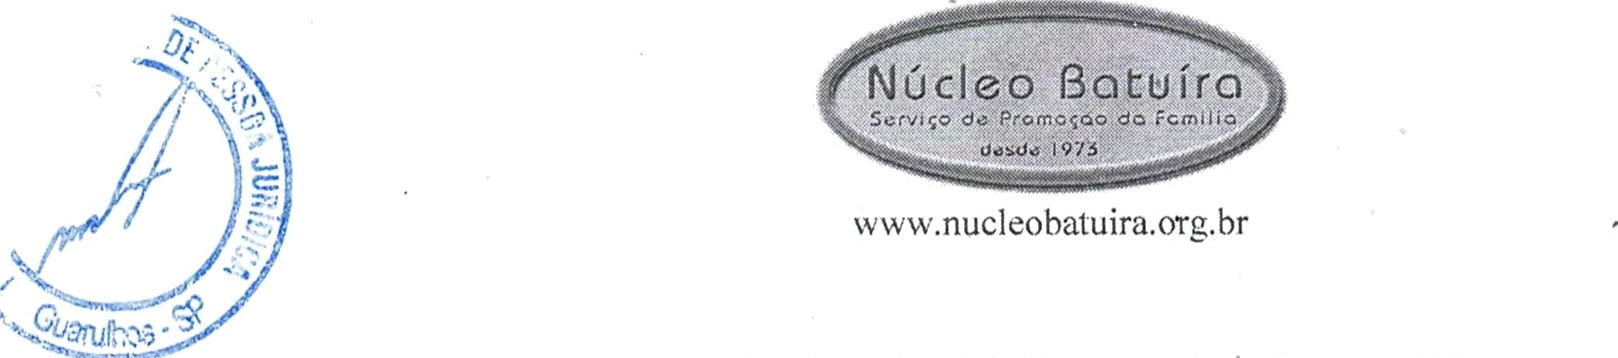 DE PESSOA JURÍDICA
Guarulhos - SP
Núcleo Batuíra
Serviço de Promoção da Família
desde 1973
www.nucleobatuira.org.br